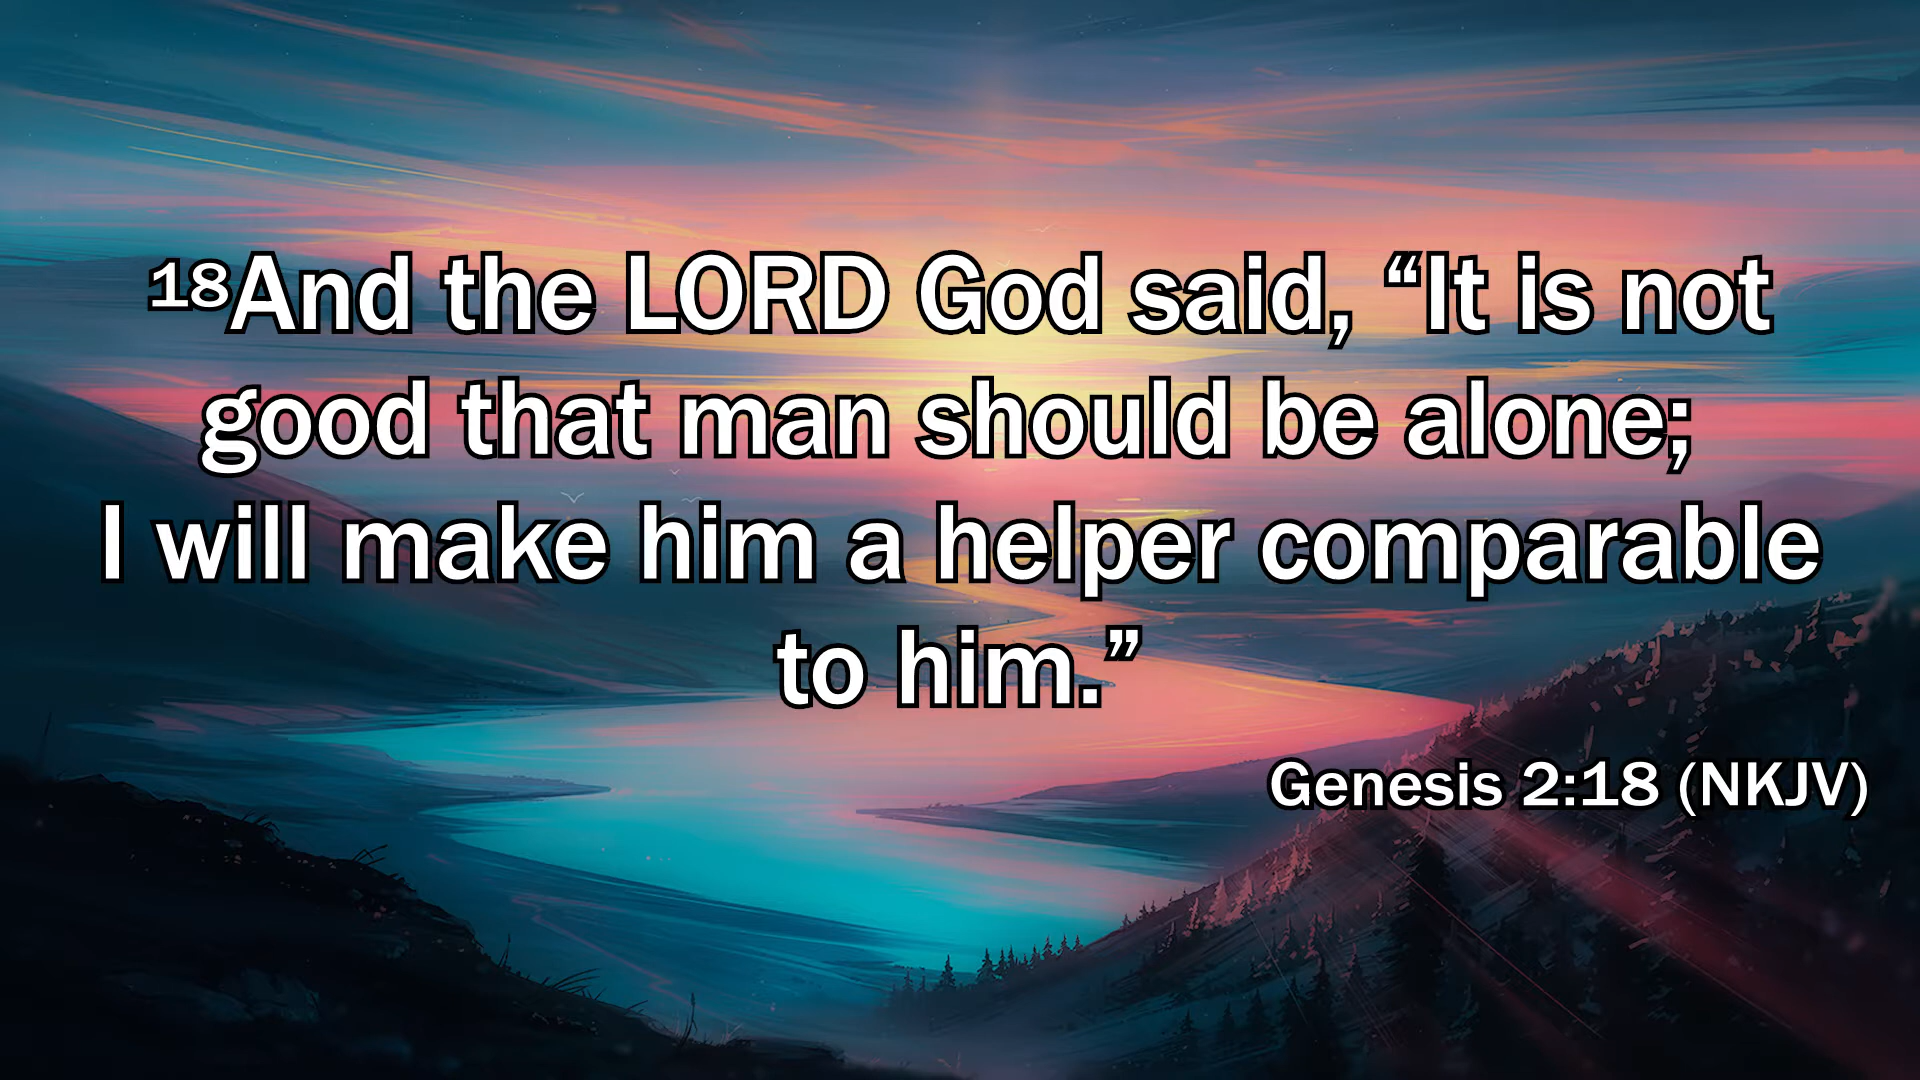 ¹⁸And the LORD God said, “It is not
good that man should be alone;
I will make him a helper comparable
to him.”
Genesis 2:18 (NKJV)